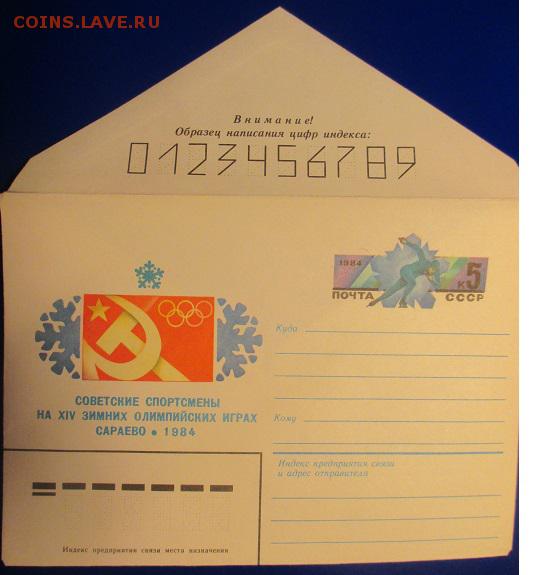 COINS.LAVE.RU
Внимание!
Образец написания цифр индекса:
0123456789
1984
К 5
ПОЧТА СССР
Куда
СОВЕТСКИЕ СПОРТСМЕНЫ
НА XIV ЗИМНИХ ОЛИМПИЙСКИХ ИГРАХ
САРАЕВО • 1984
Кому
Индекс предприятия связи
и адрес отправителя
Индекс предприятия связи места назначения